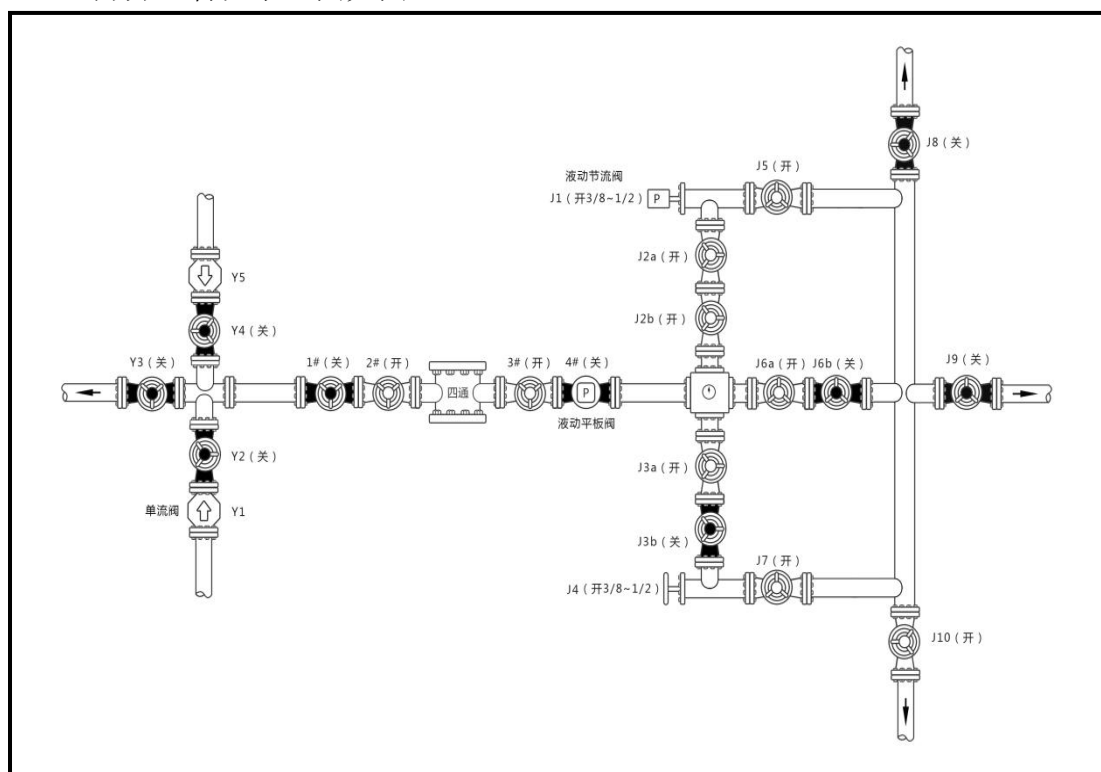 J8（关）
液动节流阀
J5（开）
J1（开3/8~1/2）
P
J2a（开）
Y5
J2b（开）
Y4（关）
Y3（关）
1#（关）
2#（开）
四通
3#（开）
4#（关）
P
液动平板阀
J6a（开）
J6b（关）
J9（关）
Y2（关）
J3a（开）
单流阀
Y1
J3b（关）
J7（开）
J4（开3/8~1/2）
J10（开）